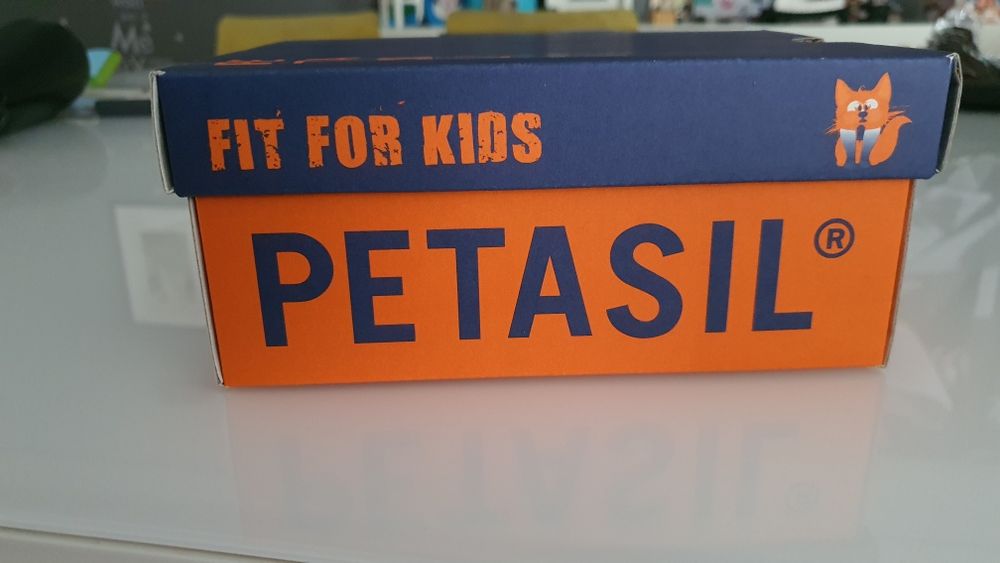 FIT FOR KIDS
PETASIL®